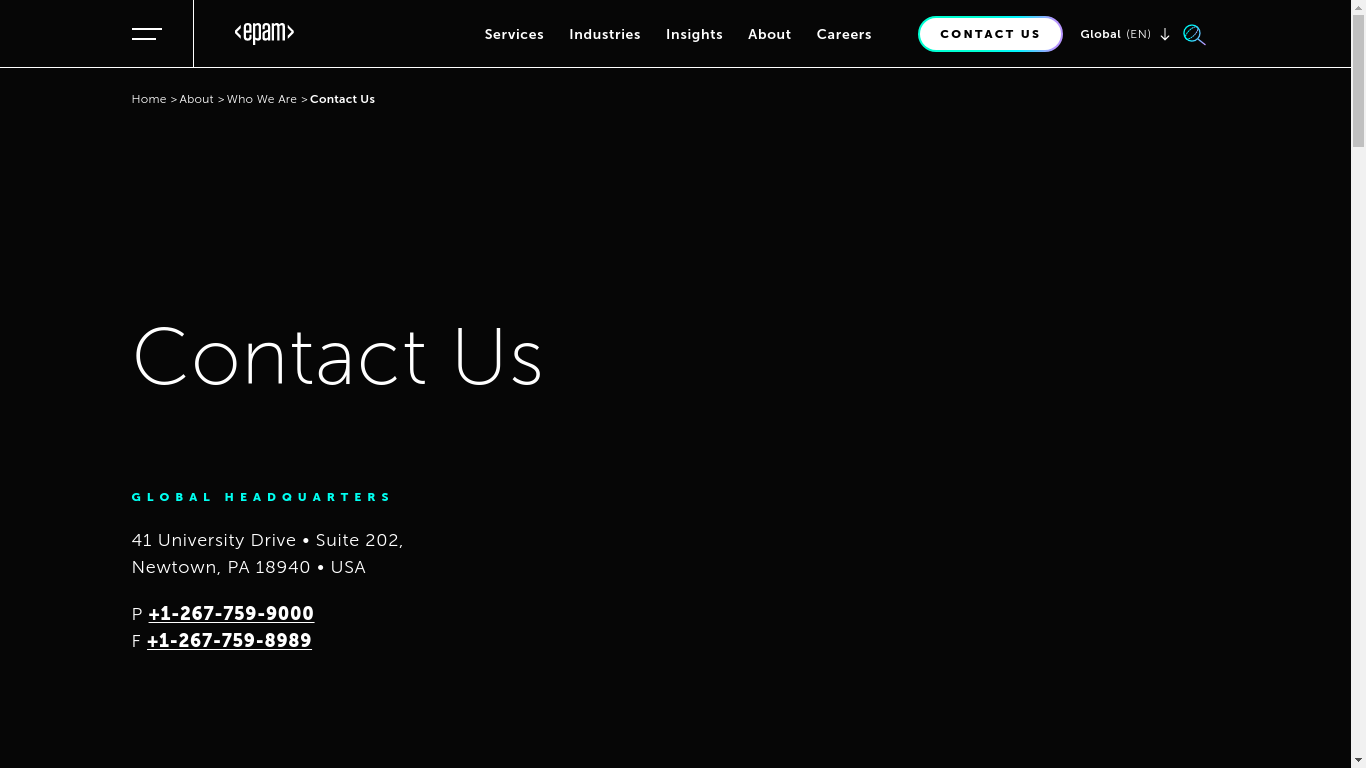 <epam>
Services
Industries
Insights
About
Careers
CONTACT US
Global (EN)
Home > About > Who We Are > Contact Us
Contact Us
GLOBAL HEADQUARTERS
41 University Drive • Suite 202,
Newtown, PA 18940 • USA
P +1-267-759-9000
F +1-267-759-8989